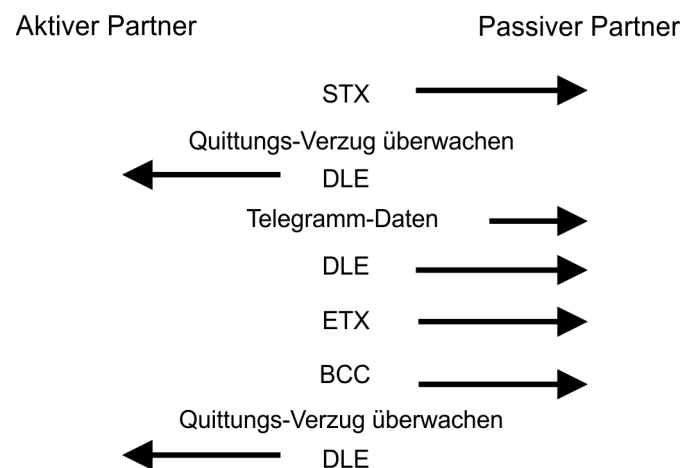 Aktiver Partner Passiver Partner
STX
Quittungs-Verzug überwachen
DLE
Telegramm-Daten
DLE
ETX
BCC
Quittungs-Verzug überwachen
DLE